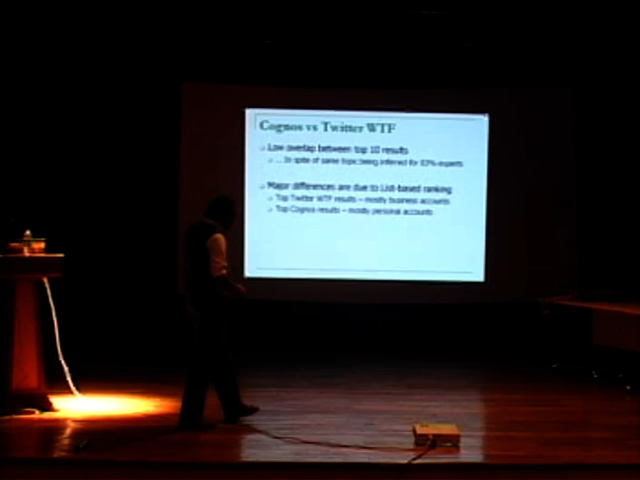 Cognos vs Twitter WTF
Low overlap between top 10 results
... In spite of same topic being inferred for 83% experts
Major differences are due to List-based ranking
Top Twitter WTF results – mostly business accounts
Top Cognos results – mostly personal accounts